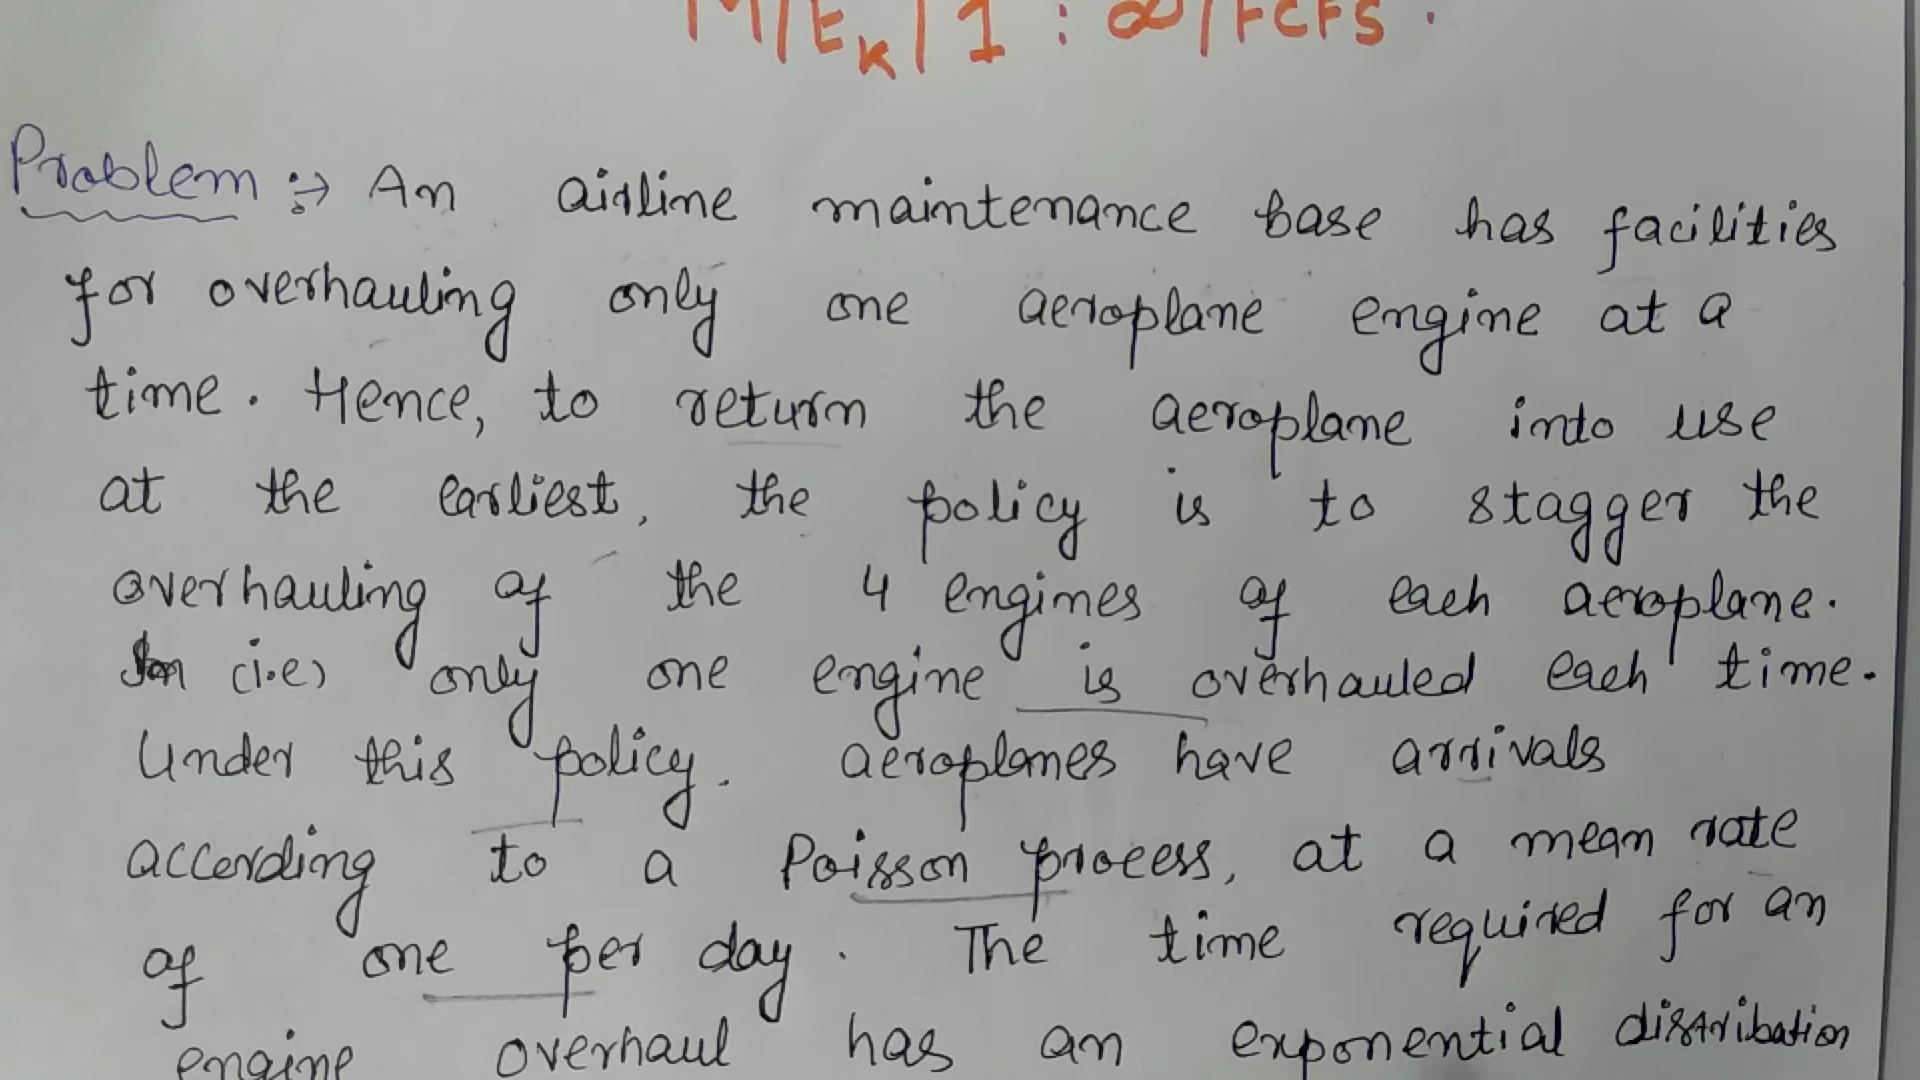 M/Ek/1 : ∞/FCFS.
Problem :→ An airline maintenance base has facilities
for overhauling only one aeroplane engine at a
time. Hence, to return the aeroplane into use
at the earliest, the policy is to stagger the
overhauling of the 4 engines of each aeroplane.
(i.e) only one engine is overhauled each time.
Under this policy. aeroplanes have arrivals
according to a Poisson process, at a mean rate
of one per day. The time required for an
engine overhaul has an exponential distribution